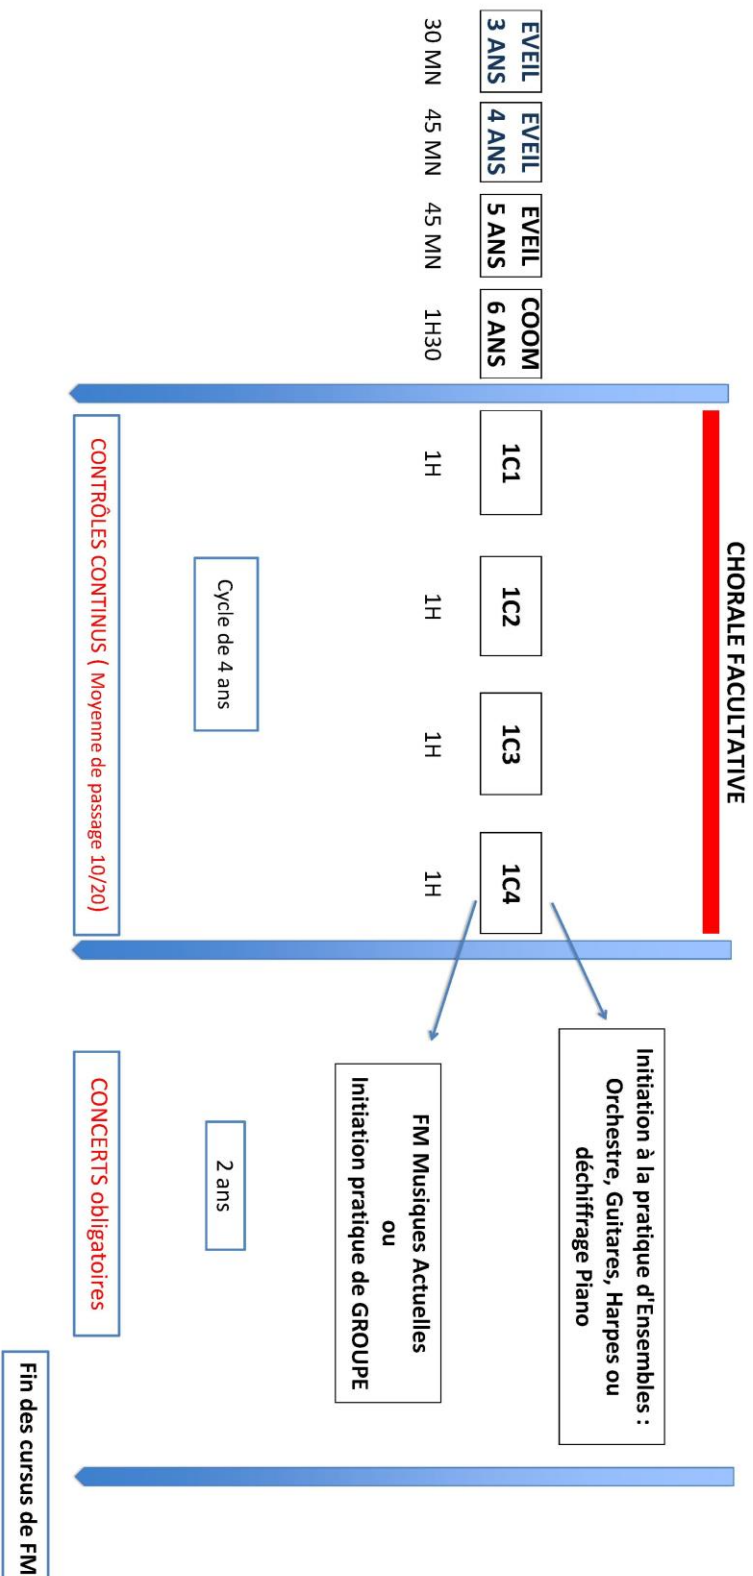 CHORALE FACULTATIVE
EVEIL
3 ANS
EVEIL
4 ANS
EVEIL
5 ANS
COOM
6 ANS
1C1
1C2
1C3
1C4
30 MN
45 MN
45 MN
1H30
1H
1H
1H
1H
Initiation à la pratique d'Ensembles :
Orchestre, Guitares, Harpes ou
déchiffrage Piano
FM Musiques Actuelles
ou
Initiation pratique de GROUPE
Cycle de 4 ans
2 ans
CONTRÔLES CONTINUS ( Moyenne de passage 10/20)
CONCERTS obligatoires
Fin des cursus de FM